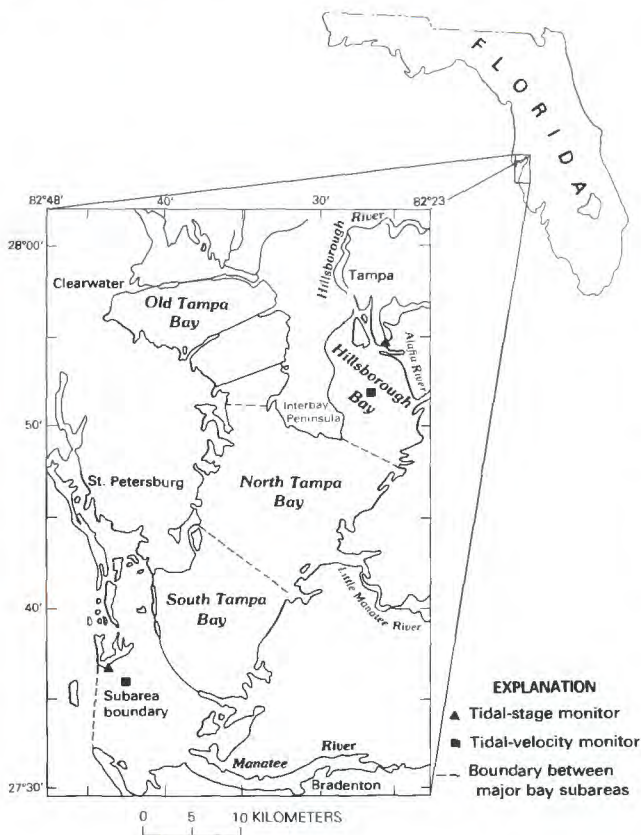 FLORIDA
82°48'
40'
30'
82°23'
28°00'
Hillsborough River
Clearwater
Tampa
Old Tampa
Bay
Alafia River
Hillsborough
Bay
Interbay
Peninsula
50'
St. Petersburg
North Tampa
Bay
40'
South Tampa
Bay
Little Manatee River
Subarea
boundary
EXPLANATION
Tidal-stage monitor
Tidal-velocity monitor
Boundary between
major bay subareas
Manatee River
27°30'
Bradenton
0 5 10 KILOMETERS